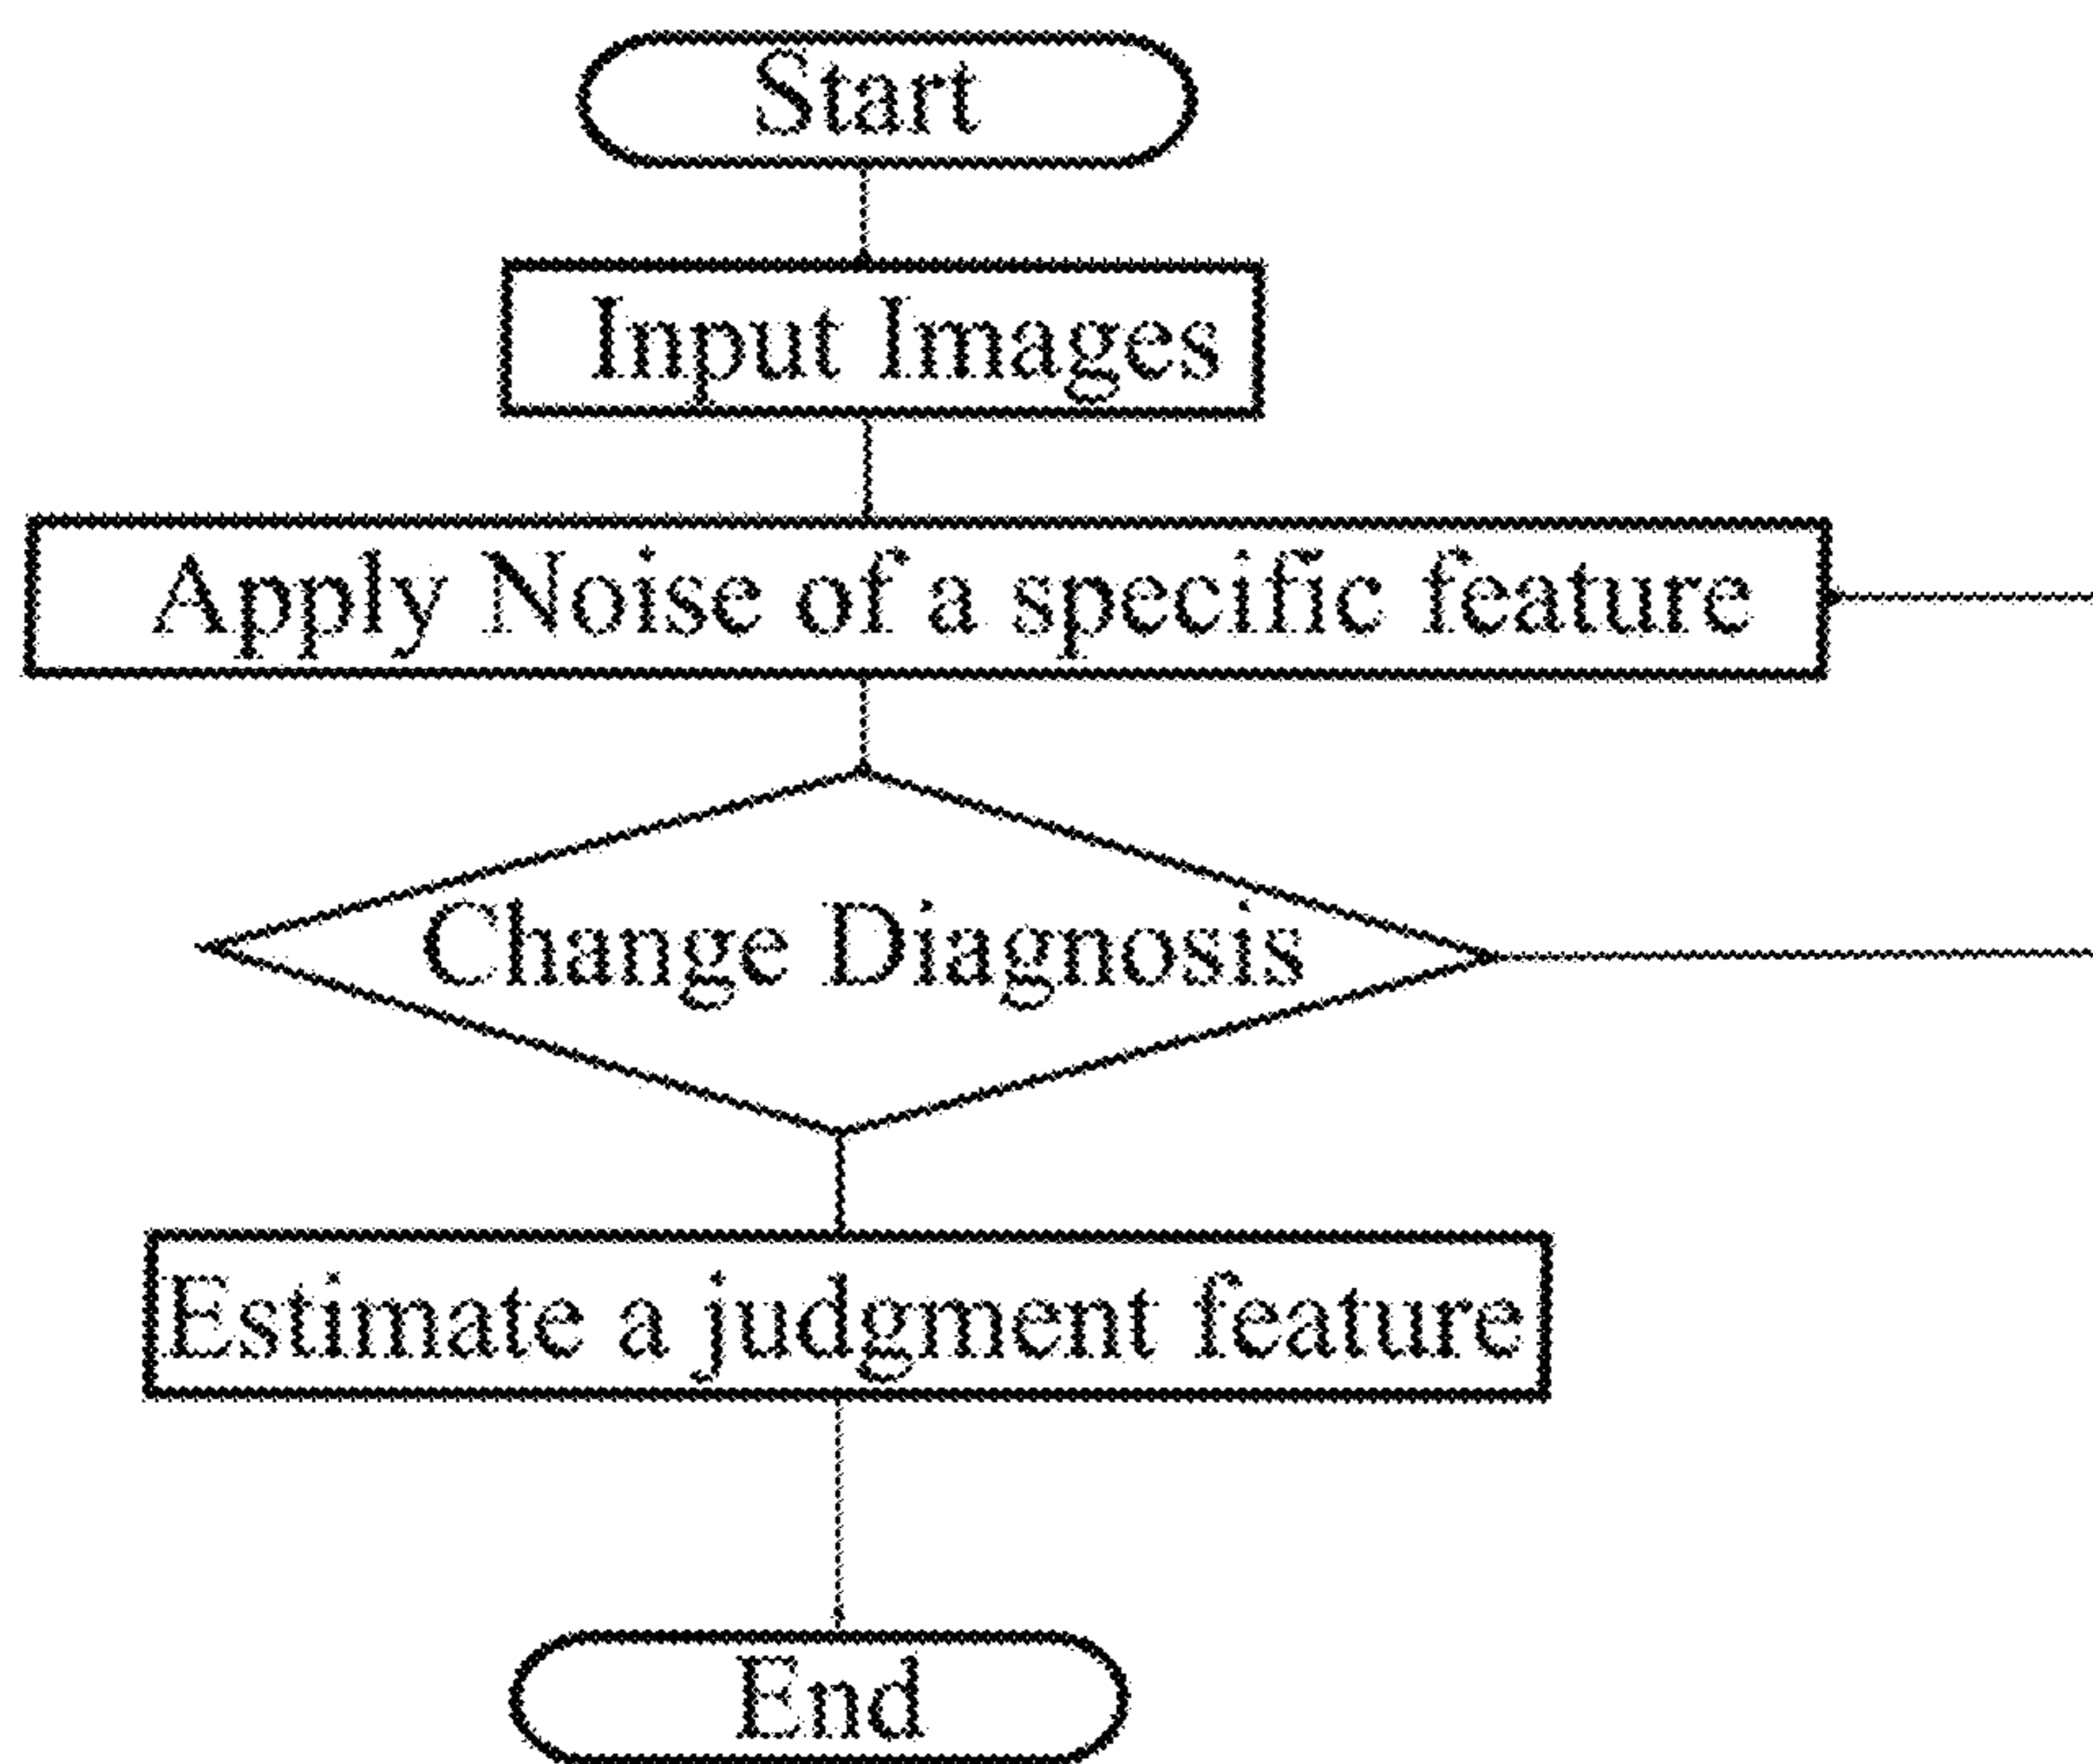 Start
Input Images
Apply Noise of a specific feature
Change Diagnosis
Estimate a judgment feature
End